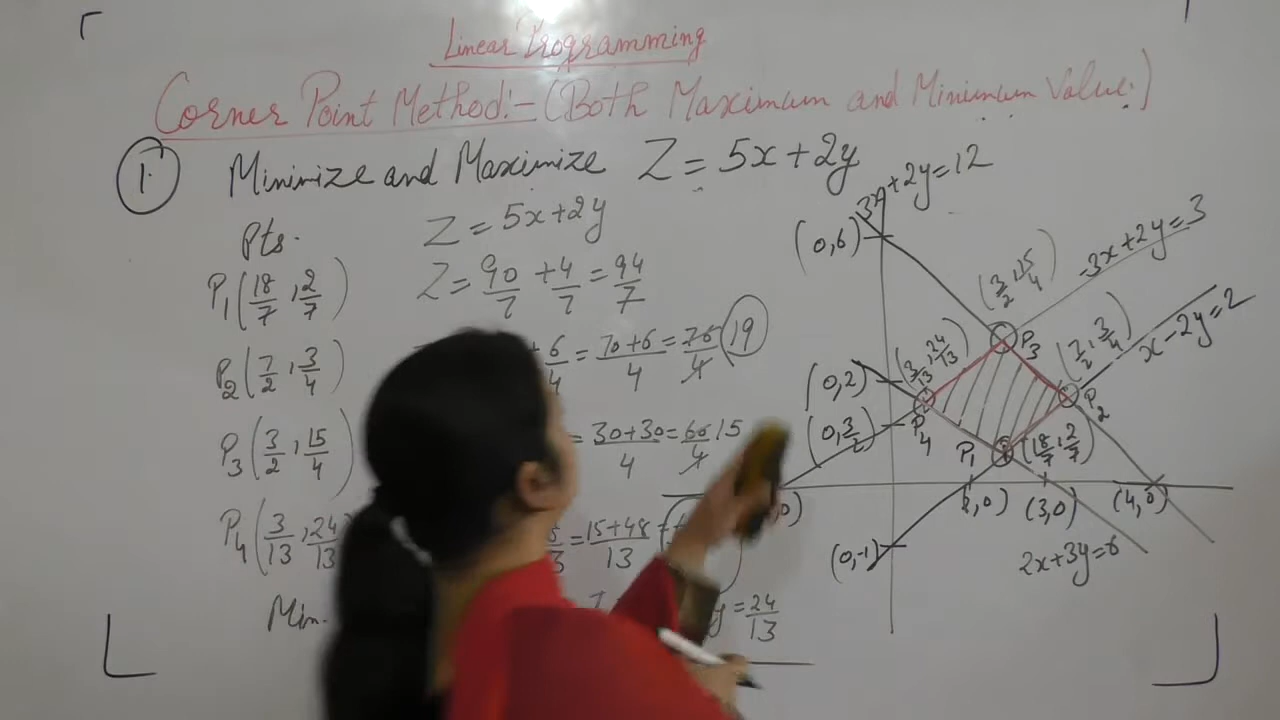 Linear Programming
Corner Point Method:-(Both Maximum and Minimum Value.)
1. Minimize and Maximize Z = 5x+2y
Pts. Z = 5x+2y
P1(18/7, 2/7) Z = 90/7 + 4/7 = 94/7
P2(7/2, 3/4) + 6/4 = 70+6/4 = 76/4 19
P3(3/2, 15/4) = 30+30/4 = 60/4 15
P4(3/13, 24/13) = 15+48/13
Min. y = 24/13
3x+2y=12
(0,6)
-3x+2y=3
(3/2, 15/4)
P3
x-2y=2
(7/2, 3/4)
P2
(3/13, 24/13)
P4
(0,2)
(0,3/2)
P1 (18/7, 2/7)
,0)
(3,0)
(4,0)
(0,-1)
2x+3y=6